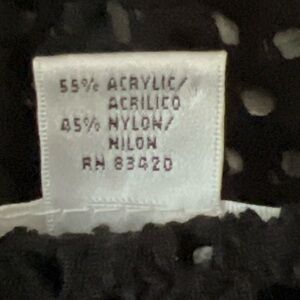 55% ACRYLIC/
ACRILICO
45% NYLON/
NILON
RN 83420